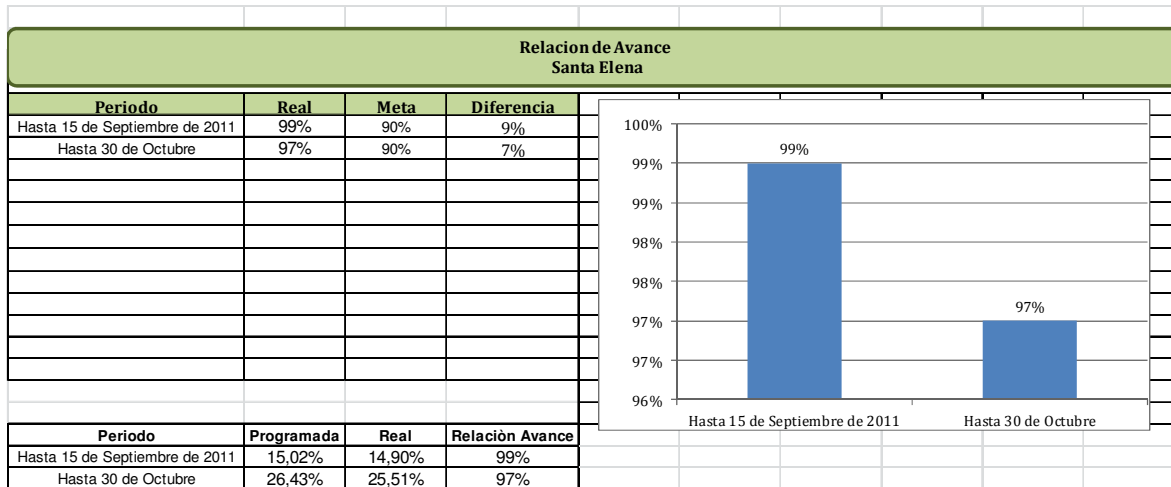 Relacion de Avance
Santa Elena
Periodo Real Meta Diferencia
Hasta 15 de Septiembre de 2011 99% 90% 9%
Hasta 30 de Octubre 97% 90% 7%
100%
99%
99%
98%
98%
97%
97%
96%
99%
97%
Hasta 15 de Septiembre de 2011 Hasta 30 de Octubre
Periodo Programada Real Relaciòn Avance
Hasta 15 de Septiembre de 2011 15,02% 14,90% 99%
Hasta 30 de Octubre 26,43% 25,51% 97%